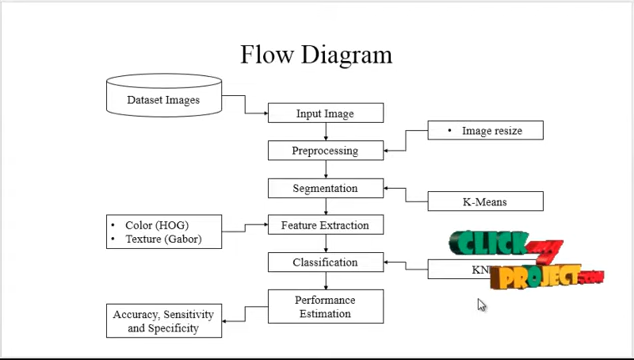 Flow Diagram
Dataset Images
Input Image
• Image resize
Preprocessing
Segmentation
K-Means
• Color (HOG)
• Texture (Gabor)
Feature Extraction
Classification
CLICK
PROJECT
Performance
Estimation
Accuracy, Sensitivity
and Specificity